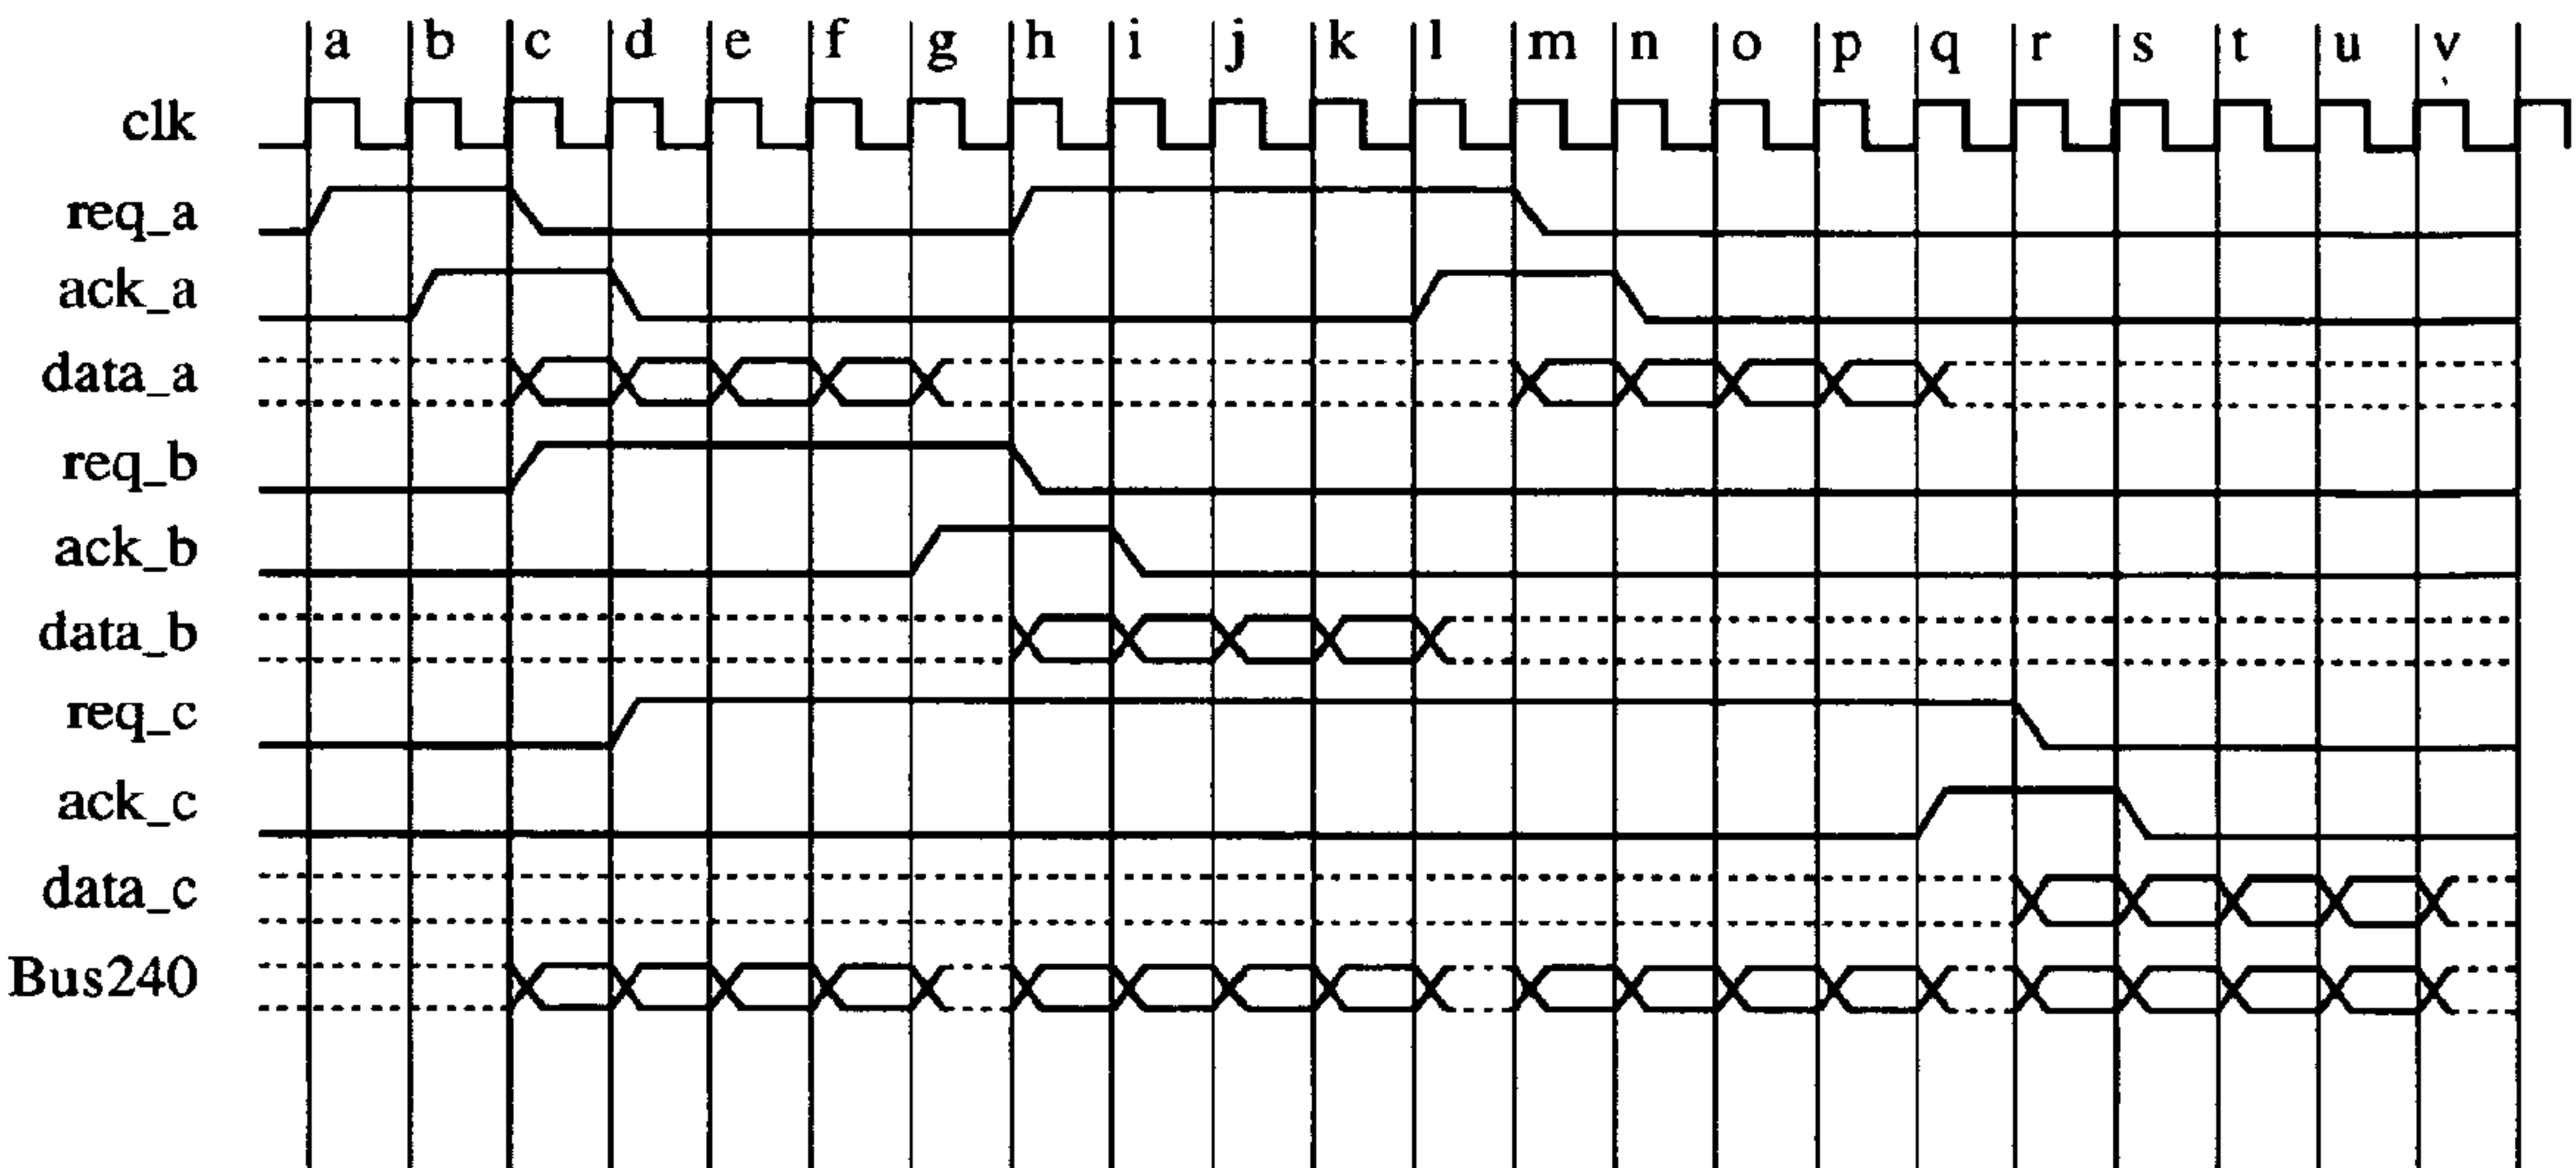 a b c d e f g h i j k l m n o p q r s t u v
clk
req_a
ack_a
data_a
req_b
ack_b
data_b
req_c
ack_c
data_c
Bus240